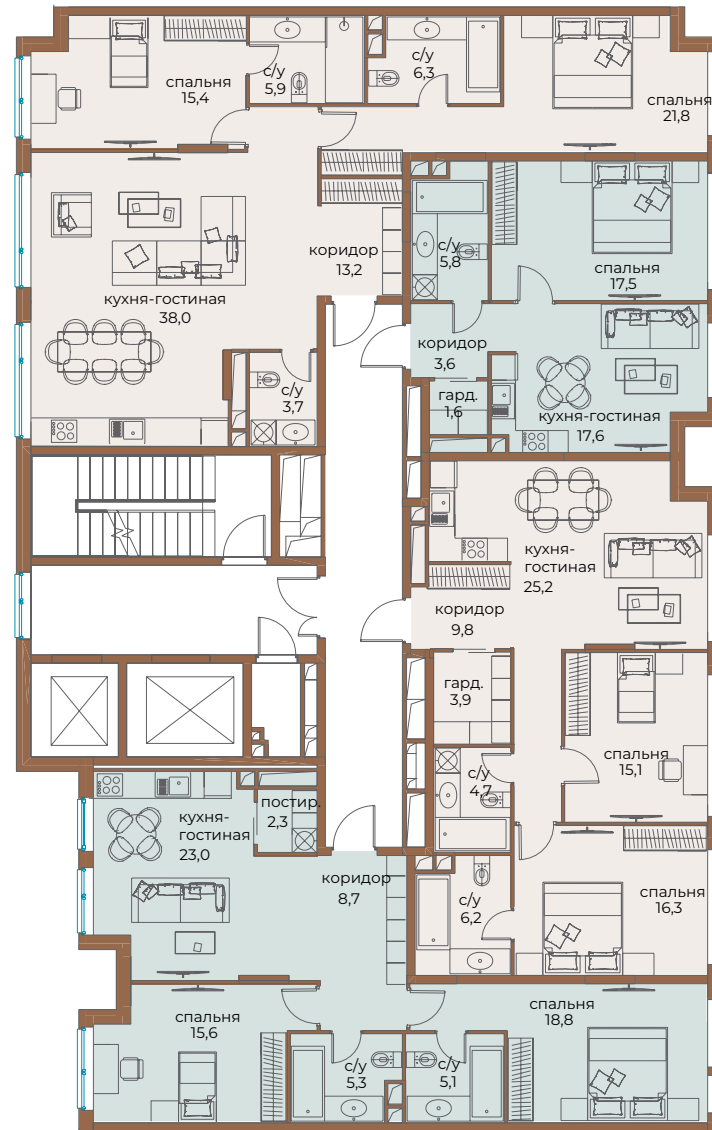 спальня
15,4
с/у
5,9
с/у
6,3
спальня
21,8
коридор
13,2
с/у
5,8
спальня
17,5
кухня-гостиная
38,0
коридор
3,6
с/у
3,7
гард.
1,6
кухня-гостиная
17,6
кухня-
гостиная
25,2
коридор
9,8
гард.
3,9
спальня
15,1
с/у
4,7
постир.
2,3
кухня-
гостиная
23,0
коридор
8,7
с/у
6,2
спальня
16,3
спальня
15,6
спальня
18,8
с/у
5,3
с/у
5,1